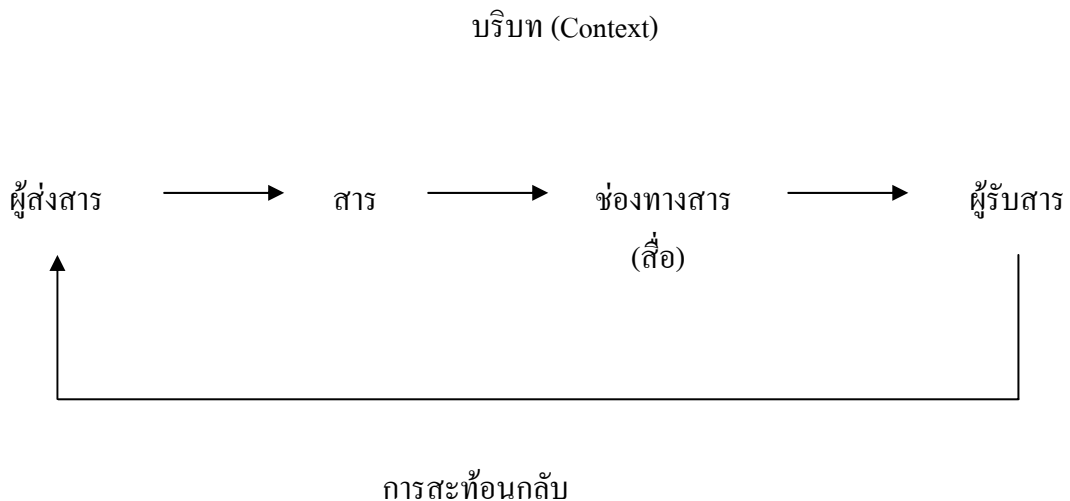 บริบท (Context)
ผู้ส่งสาร สาร ช่องทางสาร ผู้รับสาร
(สื่อ)
การสะท้อนกลับ